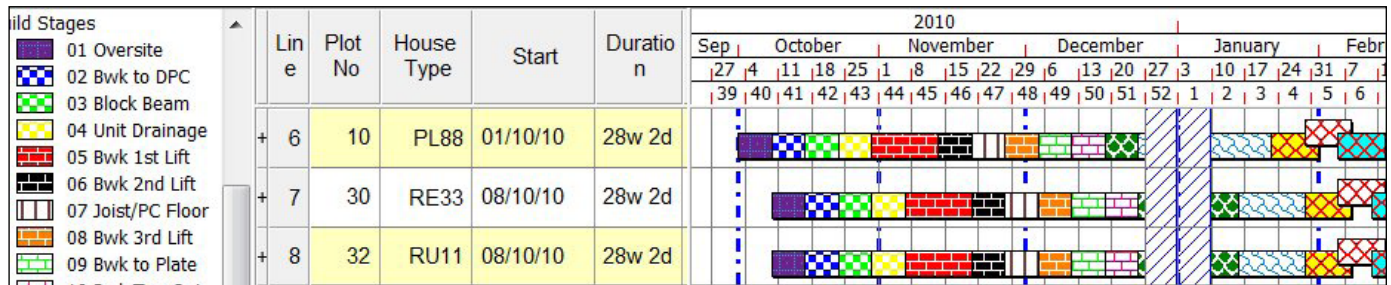 ild Stages
01 Oversite
02 Bwk to DPC
03 Block Beam
04 Unit Drainage
05 Bwk 1st Lift
06 Bwk 2nd Lift
07 Joist/PC Floor
08 Bwk 3rd Lift
09 Bwk to Plate
Lin e Plot No House Type Start Duratio n
+ 6 10 PL88 01/10/10 28w 2d
+ 7 30 RE33 08/10/10 28w 2d
+ 8 32 RU11 08/10/10 28w 2d
2010
Sep October November December January Febr
27 4 11 18 25 1 8 15 22 29 6 13 20 27 3 10 17 24 31 7 1
39 40 41 42 43 44 45 46 47 48 49 50 51 52 1 2 3 4 5 6